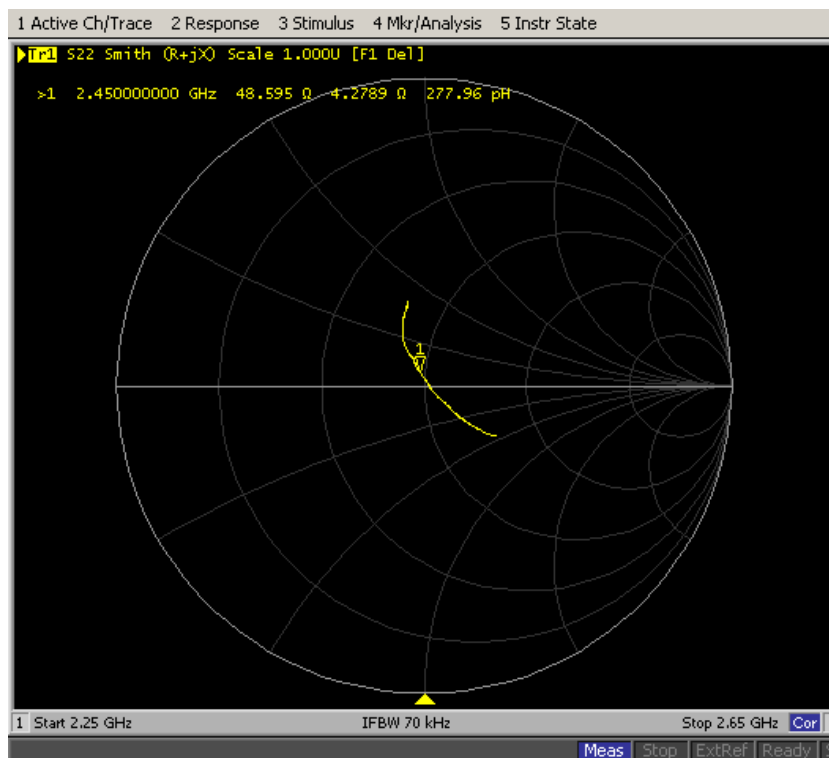 1 Active Ch/Trace 2 Response 3 Stimulus 4 Mkr/Analysis 5 Instr State
Tr1 S22 Smith (R+jX) Scale 1.000U [F1 Del]
>1 2.450000000 GHz 48.595 Ω 4.2789 Ω 277.96 pH
1
1 Start 2.25 GHz IFBW 70 kHz Stop 2.65 GHz Cor
Meas Stop ExtRef Ready